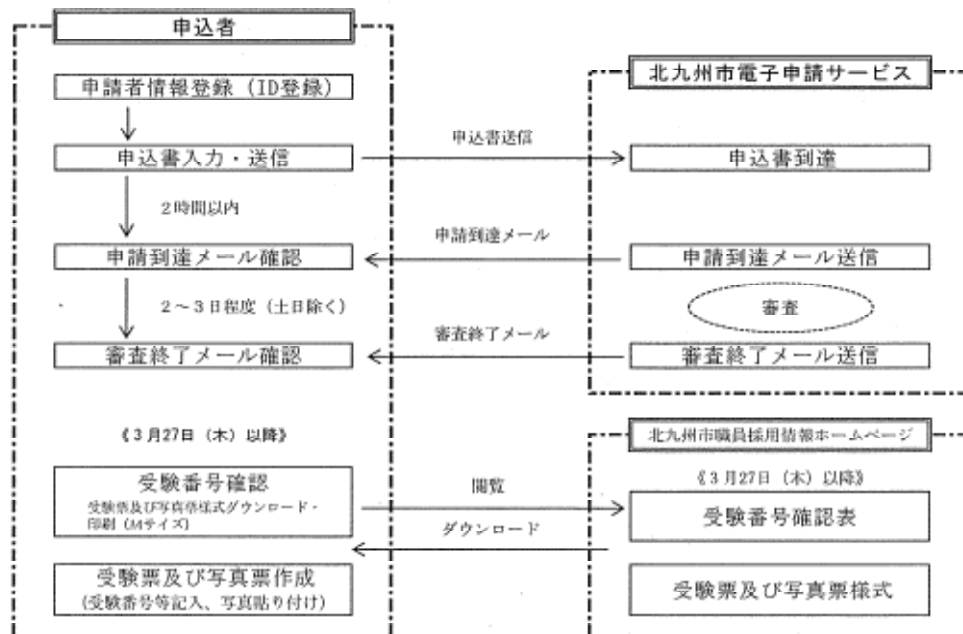 申込者
北九州市電子申請サービス
申請者情報登録（ID登録）
申込書送信
申込書入力・送信
申込書到達
２時間以内
申請到達メール
申請到達メール確認
申請到達メール送信
２～３日程度（土日除く）
審査
審査終了メール
審査終了メール確認
審査終了メール送信
《３月27日（木）以降》
北九州市職員採用情報ホームページ
《３月27日（木）以降》
受験番号確認
受験票及び写真票様式ダウンロード・
印刷（A4サイズ）
閲覧
受験番号確認表
ダウンロード
受験票及び写真票作成
（受験番号等記入、写真貼り付け）
受験票及び写真票様式